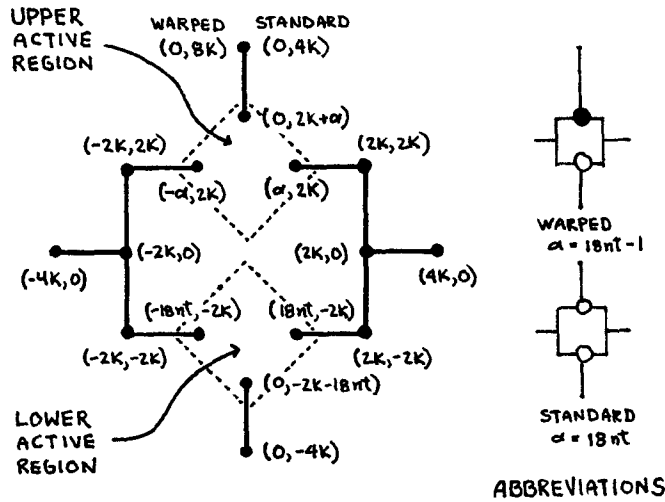 UPPER
ACTIVE
REGION
WARPED STANDARD
(0,8K) (0,4K)
(0,2K+α)
(-2K,2K) (2K,2K)
(-α,2K) (α,2K)
(-2K,0) (2K,0)
(-4K,0) (4K,0)
(-18nt,-2K) (18nt,-2K)
(-2K,-2K) (2K,-2K)
(0,-2K-18nt)
LOWER
ACTIVE
REGION
(0,-4K)
WARPED
α = 18nt-1
STANDARD
α = 18nt
ABBREVIATIONS